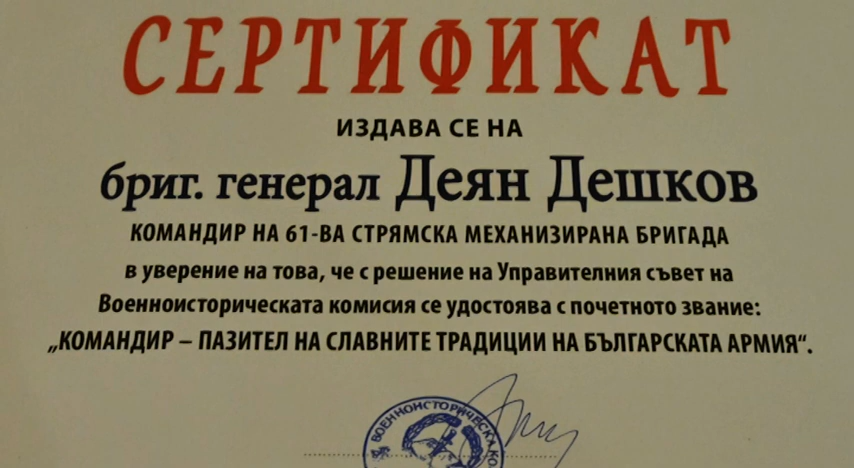 СЕРТИФИКАТ
ИЗДАВА СЕ НА
бриг. генерал Деян Дешков
КОМАНДИР НА 61-ВА СТРЯМСКА МЕХАНИЗИРАНА БРИГАДА
в уверение на това, че с решение на Управителния съвет на
Военноисторическата комисия се удостоява с почетното звание:
„КОМАНДИР – ПАЗИТЕЛ НА СЛАВНИТЕ ТРАДИЦИИ НА БЪЛГАРСКАТА АРМИЯ“.
ВОЕННОИСТОРИЧЕСКА КО